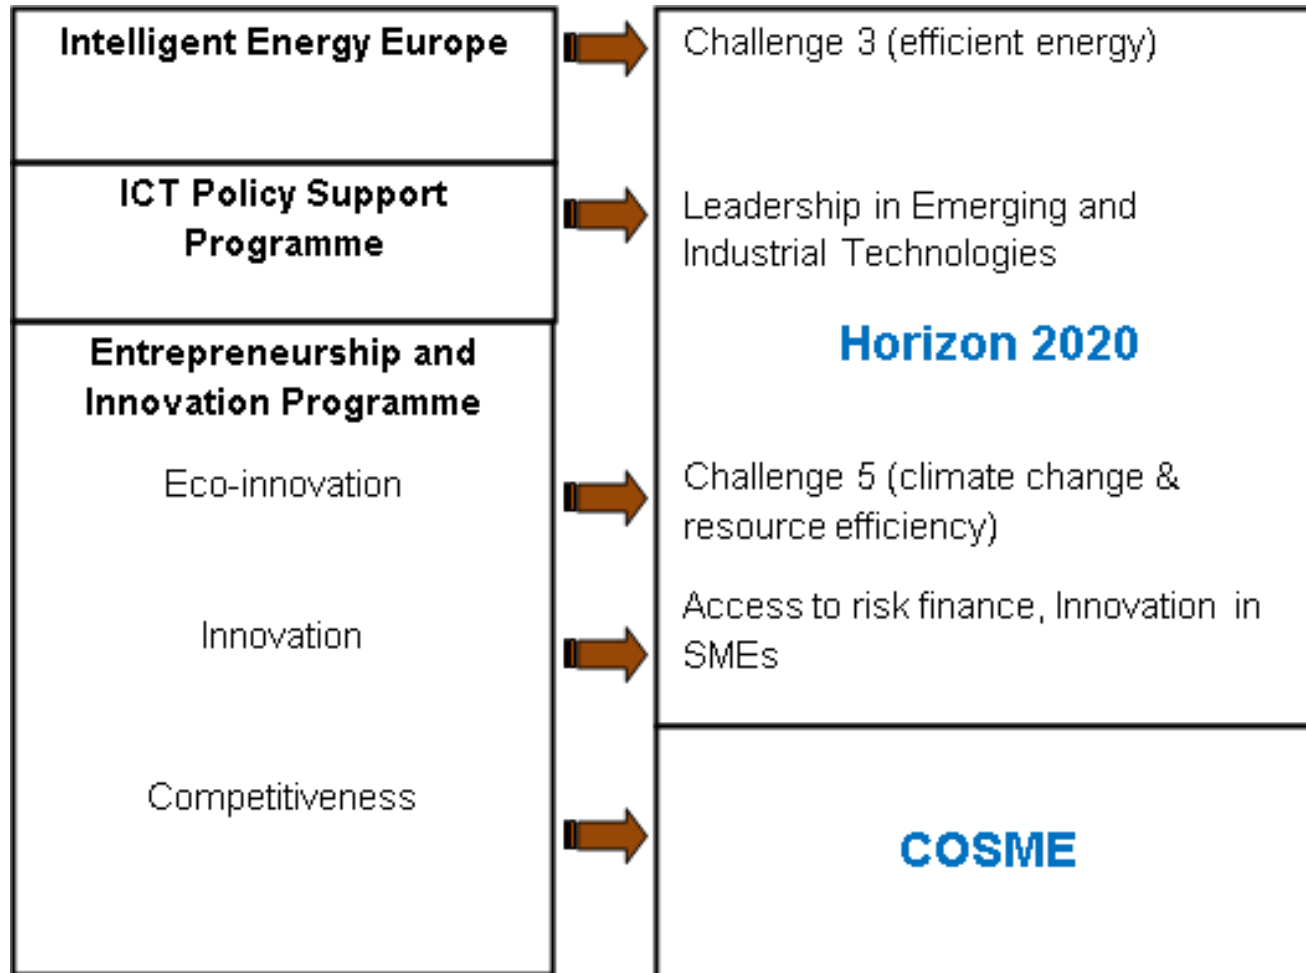 Intelligent Energy Europe
Challenge 3 (efficient energy)
ICT Policy Support
Programme
Leadership in Emerging and
Industrial Technologies
Horizon 2020
Entrepreneurship and
Innovation Programme
Eco-innovation
Challenge 5 (climate change &
resource efficiency)
Innovation
Access to risk finance, Innovation in
SMEs
Competitiveness
COSME